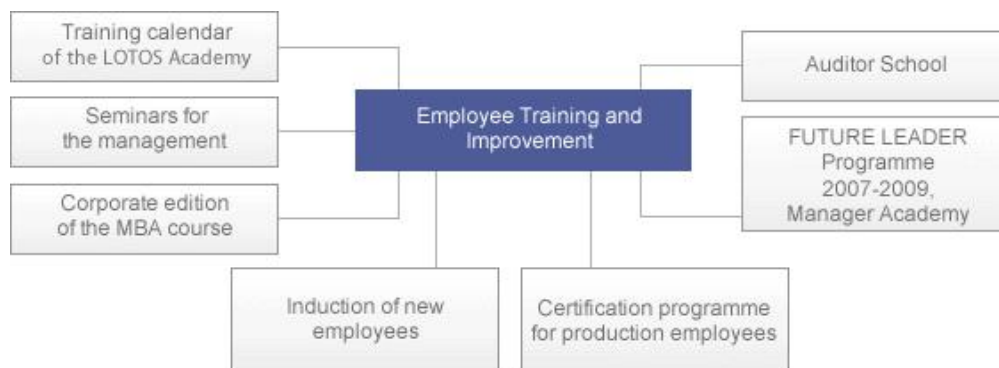 Training calendar
of the LOTOS Academy
Seminars for
the management
Corporate edition
of the MBA course
Employee Training and
Improvement
Auditor School
FUTURE LEADER
Programme
2007-2009,
Manager Academy
Induction of new
employees
Certification programme
for production employees